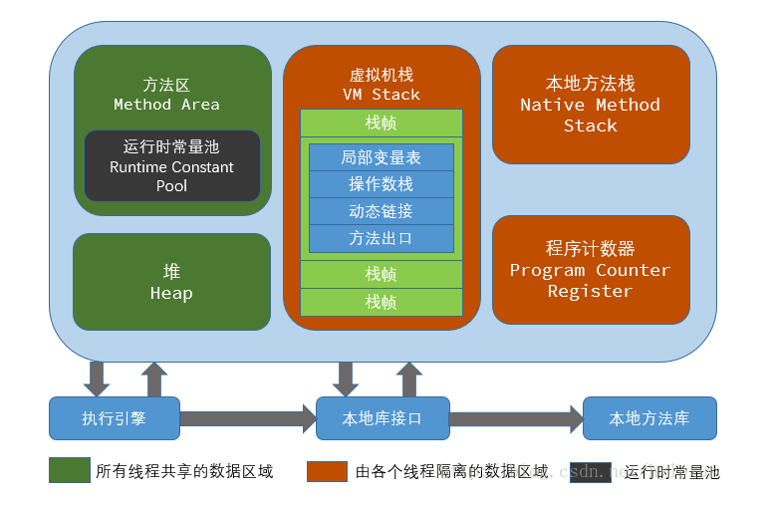 方法区
Method Area
运行时常量池
Runtime Constant
Pool
堆
Heap
虚拟机栈
VM Stack
栈帧
局部变量表
操作数栈
动态链接
方法出口
栈帧
栈帧
本地方法栈
Native Method
Stack
程序计数器
Program Counter
Register
执行引擎
本地库接口
本地方法库
所有线程共享的数据区域
由各个线程隔离的数据区域
运行时常量池